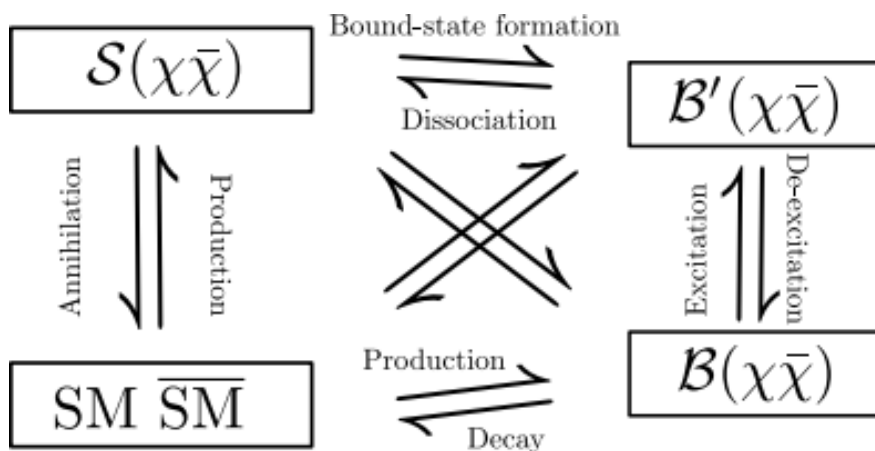 Bound-state formation
𝒮(χχ̄)
ℬ′(χχ̄)
Dissociation
Annihilation
Production
Excitation
De-excitation
Production
SM S̅M̅
ℬ(χχ̄)
Decay